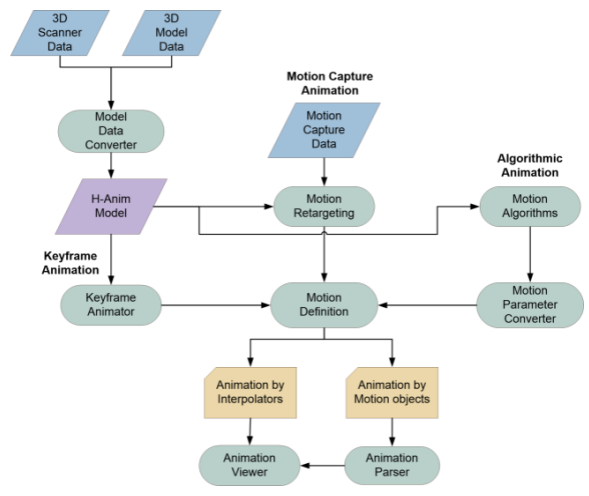 3D
Scanner
Data
3D
Model
Data
Motion Capture
Animation
Model
Data
Converter
Motion
Capture
Data
Algorithmic
Animation
H-Anim
Model
Motion
Retargeting
Motion
Algorithms
Keyframe
Animation
Keyframe
Animator
Motion
Definition
Motion
Parameter
Converter
Animation by
Interpolators
Animation by
Motion objects
Animation
Viewer
Animation
Parser